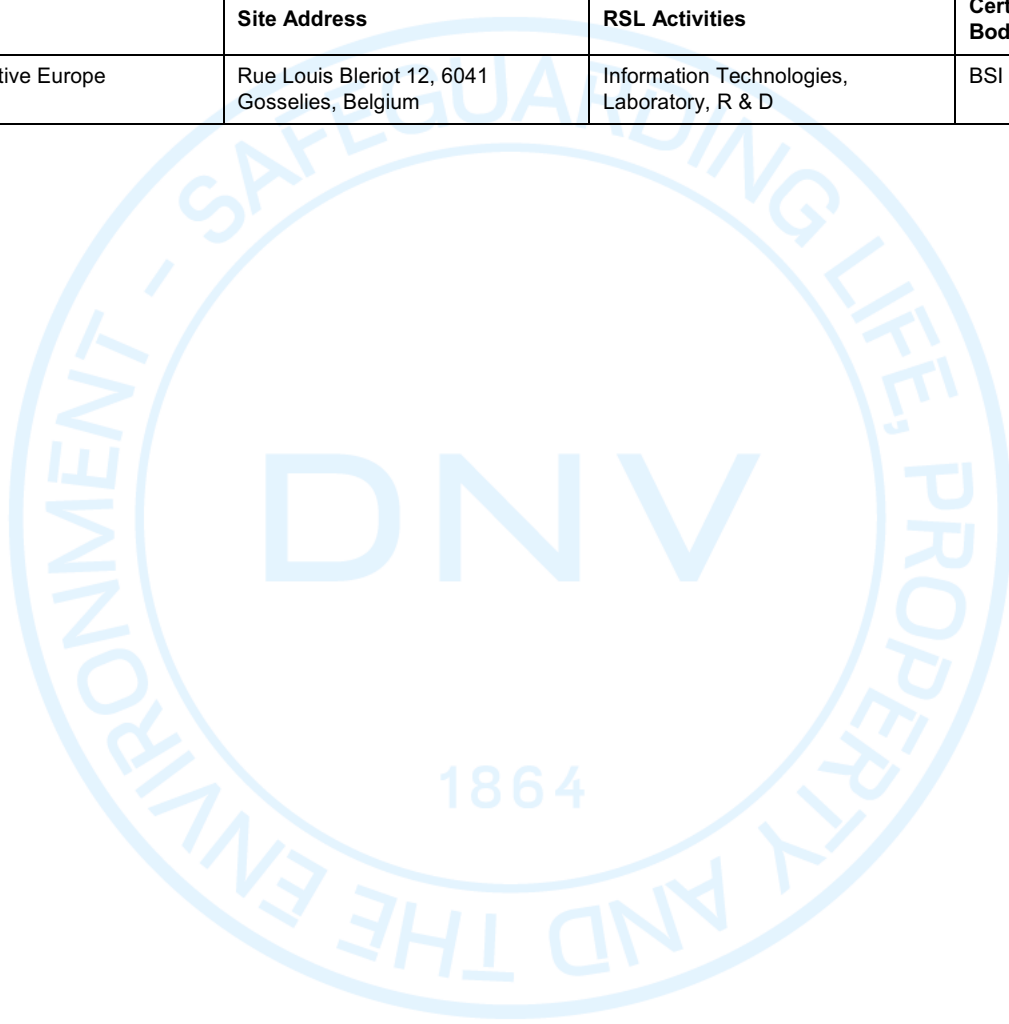 Site Address
RSL Activities
Cert
Bod
tive Europe
Rue Louis Bleriot 12, 6041
Gosselies, Belgium
Information Technologies,
Laboratory, R & D
BSI
SAFEGUARDING LIFE, PROPERTY AND THE ENVIRONMENT -
DNV
1864